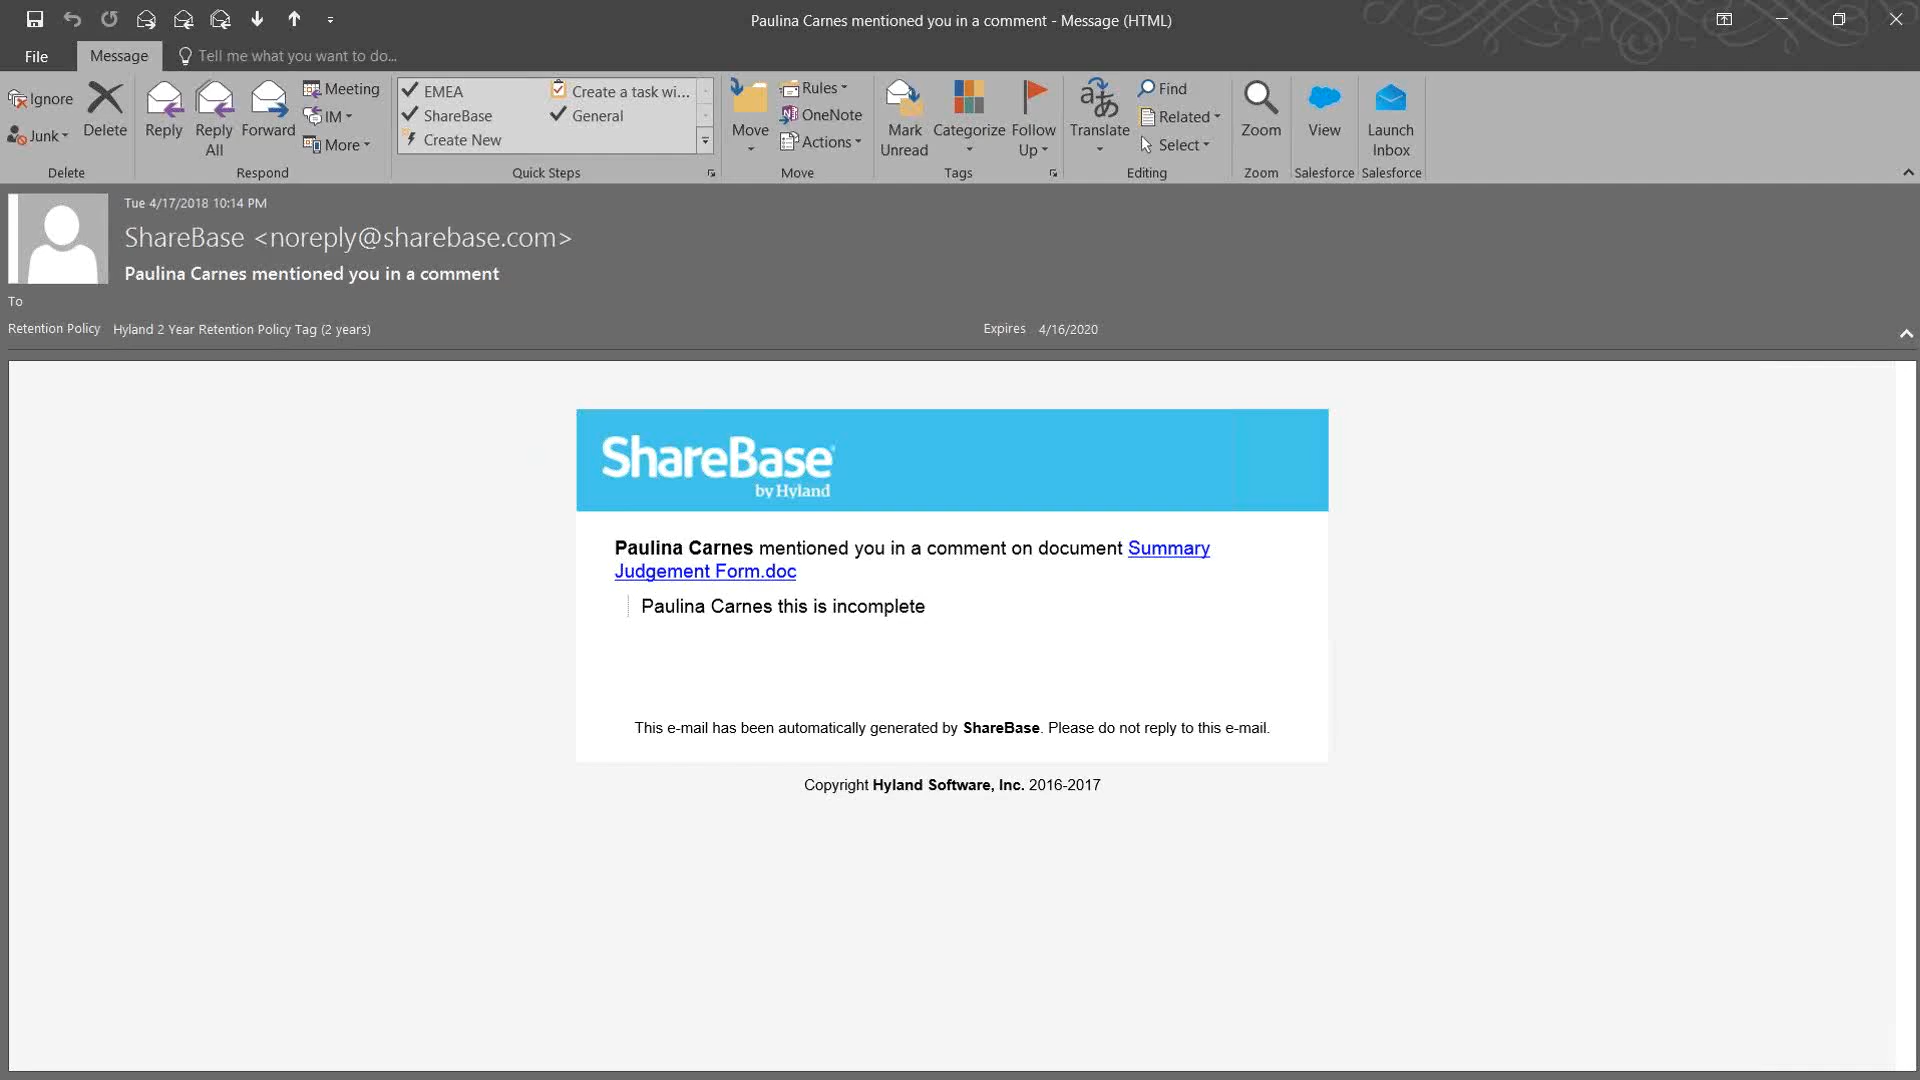 Paulina Carnes mentioned you in a comment - Message (HTML)
File
Message
Tell me what you want to do...
Ignore
Junk
Delete
Delete
Reply
Reply All
Forward
Meeting
IM
More
Respond
EMEA
ShareBase
Create New
Create a task wi...
General
Quick Steps
Move
Rules
OneNote
Actions
Move
Mark Unread
Categorize
Follow Up
Tags
Translate
Find
Related
Select
Editing
Zoom
Zoom
View
Salesforce
Launch Inbox
Salesforce
Tue 4/17/2018 10:14 PM
ShareBase <noreply@sharebase.com>
Paulina Carnes mentioned you in a comment
To
Retention Policy Hyland 2 Year Retention Policy Tag (2 years)
Expires 4/16/2020
ShareBase
by Hyland
Paulina Carnes mentioned you in a comment on document Summary
Judgement Form.doc
Paulina Carnes this is incomplete
This e-mail has been automatically generated by ShareBase. Please do not reply to this e-mail.
Copyright Hyland Software, Inc. 2016-2017